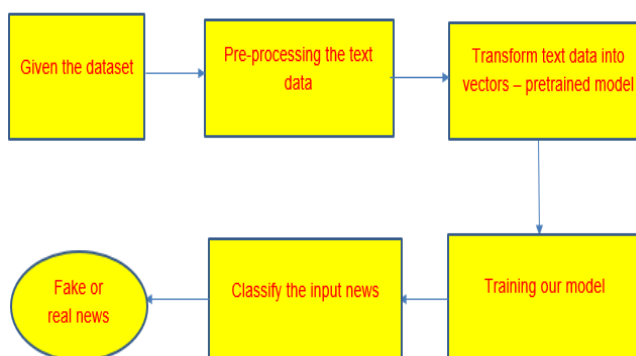 Given the dataset
Pre-processing the text
data
Transform text data into
vectors – pretrained model
Training our model
Classify the input news
Fake or
real news